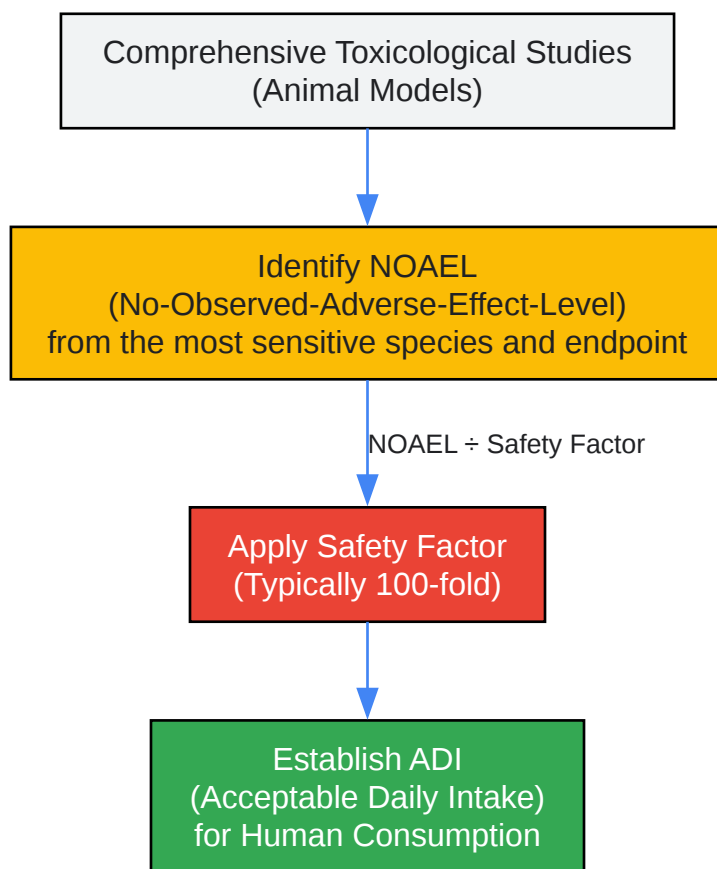 Comprehensive Toxicological Studies
(Animal Models)
Identify NOAEL
(No-Observed-Adverse-Effect-Level)
from the most sensitive species and endpoint
NOAEL ÷ Safety Factor
Apply Safety Factor
(Typically 100-fold)
Establish ADI
(Acceptable Daily Intake)
for Human Consumption